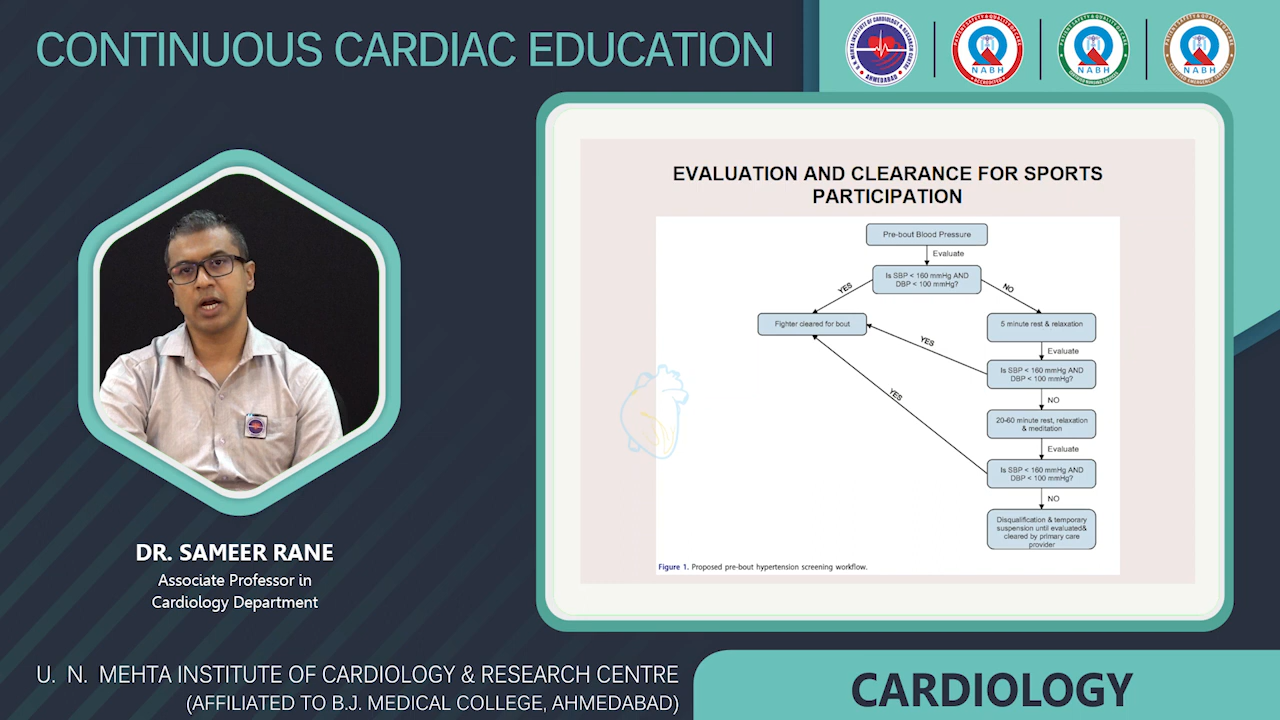 CONTINUOUS CARDIAC EDUCATION
NABH
NABH
NABH
AHMEDABAD
EVALUATION AND CLEARANCE FOR SPORTS
PARTICIPATION
Pre-bout Blood Pressure
Evaluate
Is SBP < 160 mmHg AND
DBP < 100 mmHg?
YES
NO
Fighter cleared for bout
5 minute rest & relaxation
Evaluate
YES
Is SBP < 160 mmHg AND
DBP < 100 mmHg?
NO
YES
20-60 minute rest, relaxation
& meditation
Evaluate
Is SBP < 160 mmHg AND
DBP < 100 mmHg?
NO
Disqualification & temporary
suspension until evaluated&
cleared by primary care
provider
Figure 1. Proposed pre-bout hypertension screening workflow.
DR. SAMEER RANE
Associate Professor in
Cardiology Department
U. N. MEHTA INSTITUTE OF CARDIOLOGY & RESEARCH CENTRE
(AFFILIATED TO B.J. MEDICAL COLLEGE, AHMEDABAD)
CARDIOLOGY